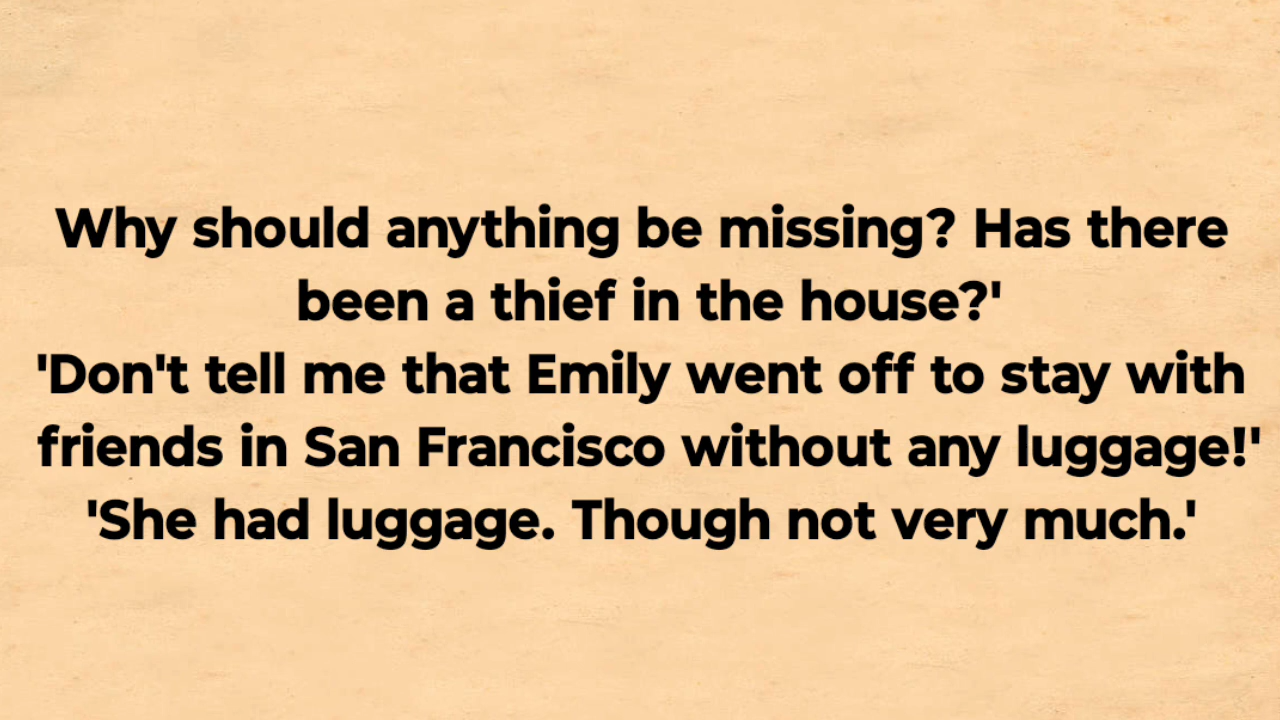 Why should anything be missing? Has there
been a thief in the house?'
'Don't tell me that Emily went off to stay with
friends in San Francisco without any luggage!'
'She had luggage. Though not very much.'